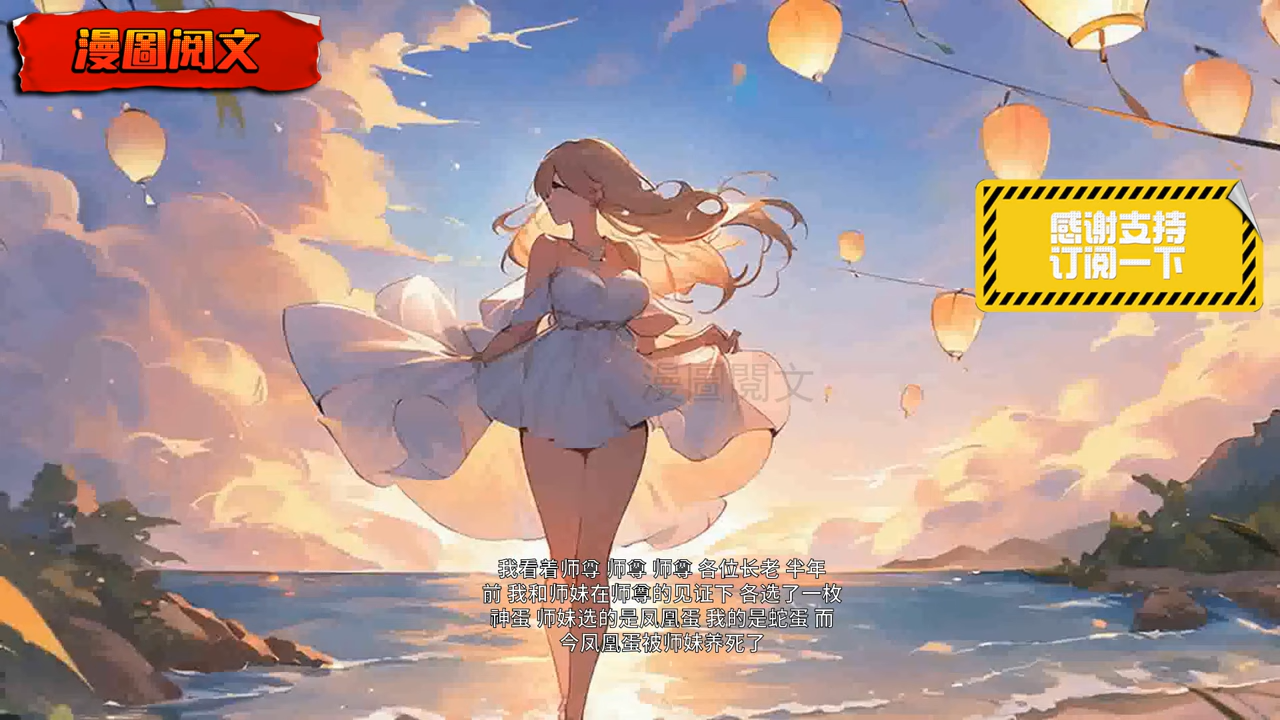 漫圖阅文
感谢支持
订阅一下
漫圖閱文
我看着师尊 师尊 师尊 各位长老 半年
前 我和师妹在师尊的见证下 各选了一枚
神蛋 师妹选的是凤凰蛋 我的是蛇蛋 而
今凤凰蛋被师妹养死了